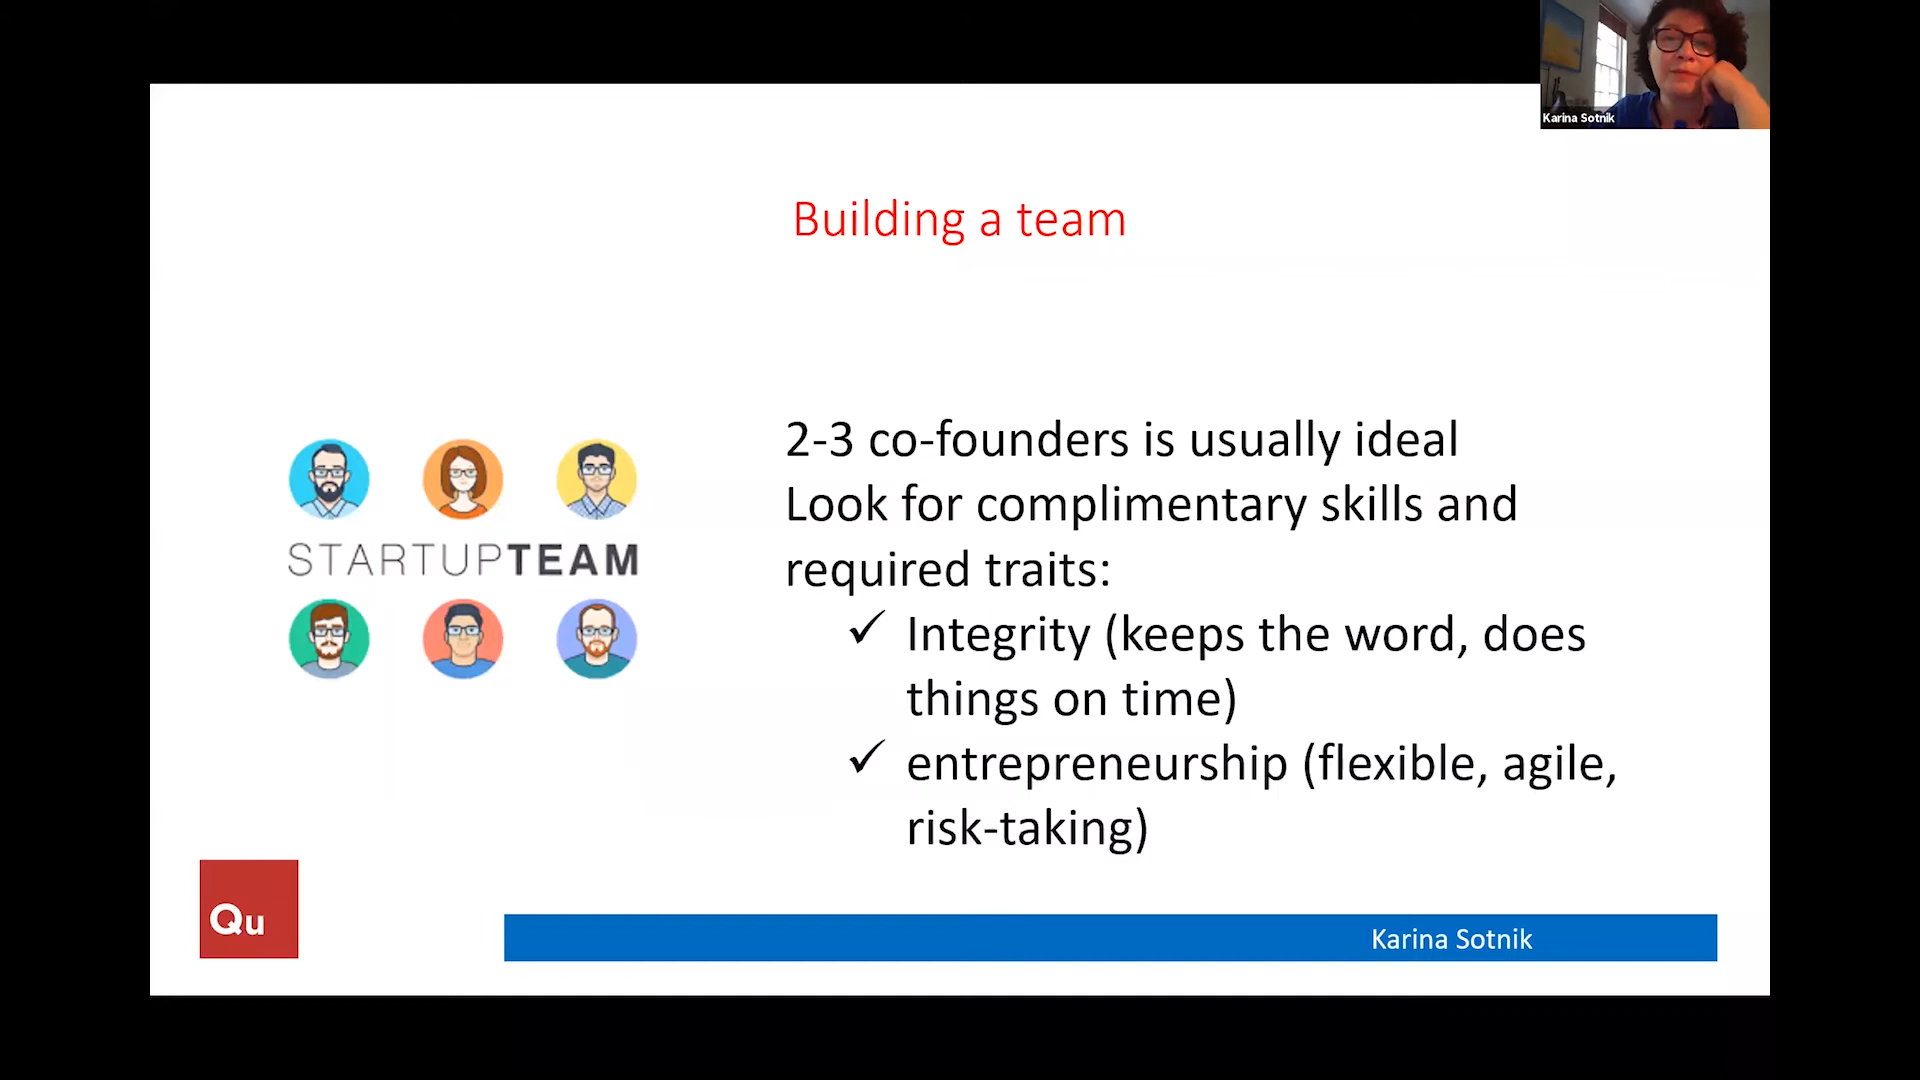 Karina Sotnik
Building a team
2-3 co-founders is usually ideal
Look for complimentary skills and
required traits:
✓ Integrity (keeps the word, does
things on time)
✓ entrepreneurship (flexible, agile,
risk-taking)
STARTUPTEAM
Qu
Karina Sotnik